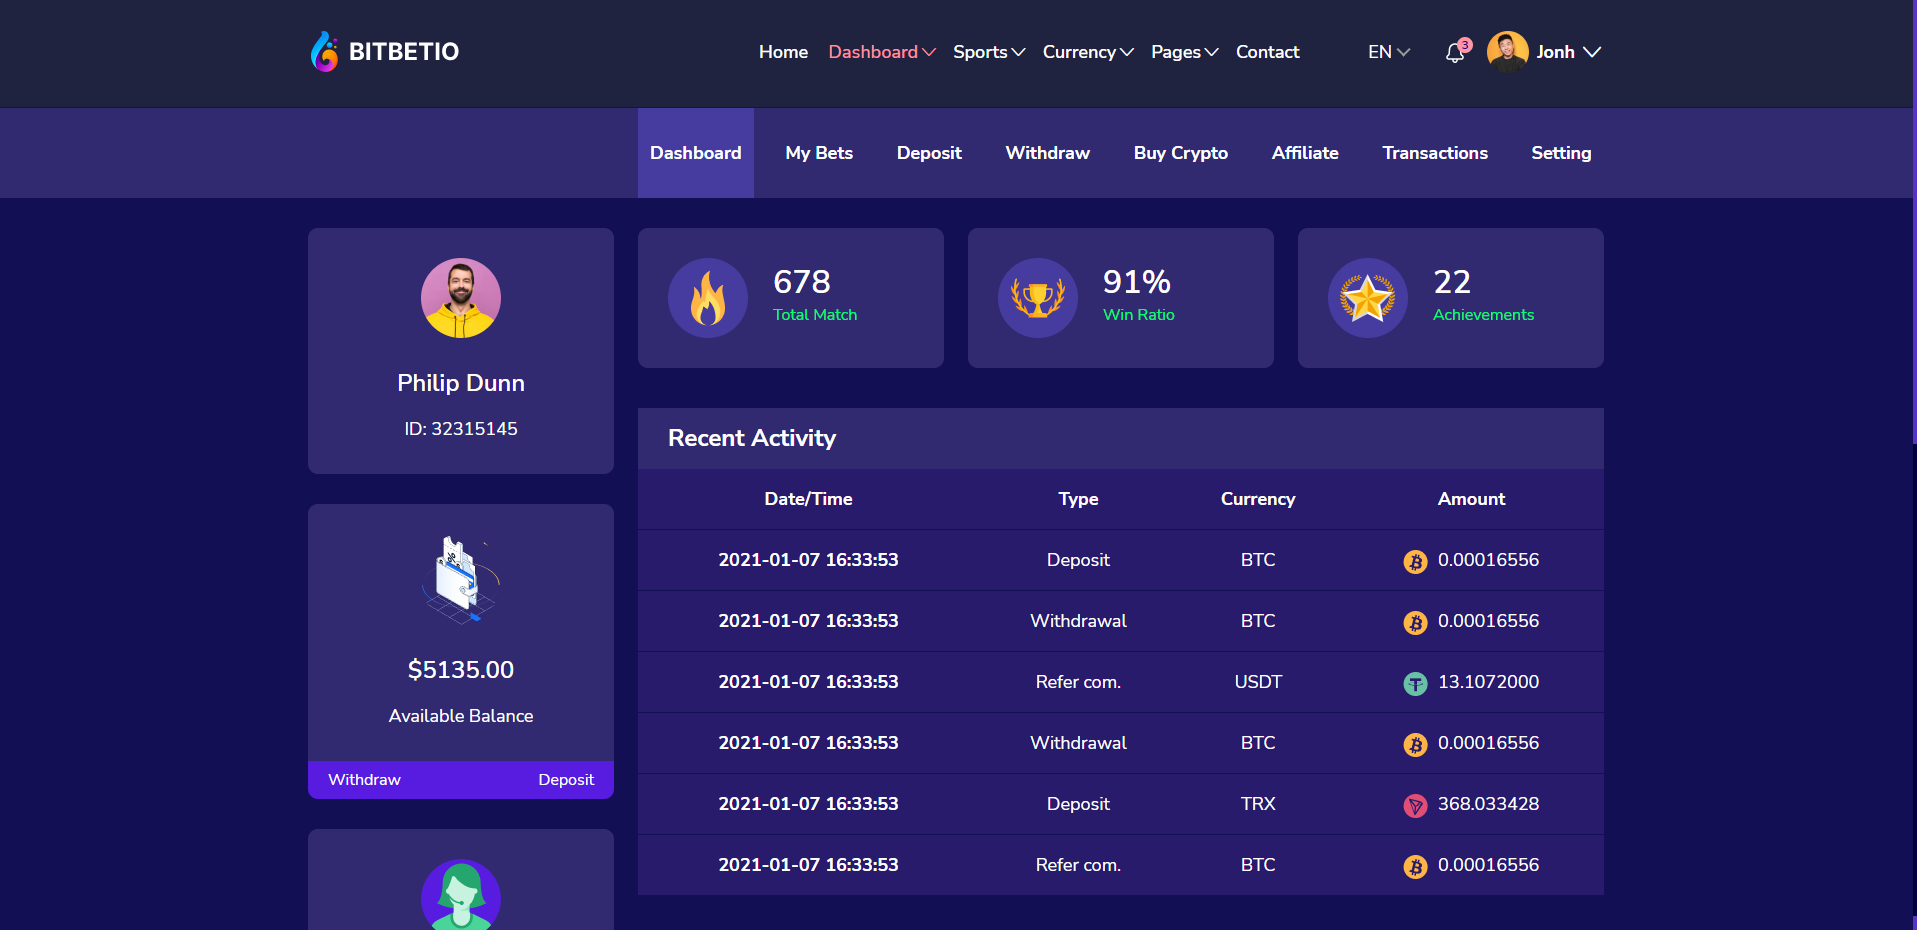 BITBETIO
Home Dashboard Sports Currency Pages Contact EN 3 Jonh
Dashboard My Bets Deposit Withdraw Buy Crypto Affiliate Transactions Setting
Philip Dunn
ID: 32315145
$5135.00
Available Balance
Withdraw Deposit
678
Total Match
91%
Win Ratio
22
Achievements
Recent Activity
Date/Time Type Currency Amount
2021-01-07 16:33:53 Deposit BTC 0.00016556
2021-01-07 16:33:53 Withdrawal BTC 0.00016556
2021-01-07 16:33:53 Refer com. USDT 13.1072000
2021-01-07 16:33:53 Withdrawal BTC 0.00016556
2021-01-07 16:33:53 Deposit TRX 368.033428
2021-01-07 16:33:53 Refer com. BTC 0.00016556